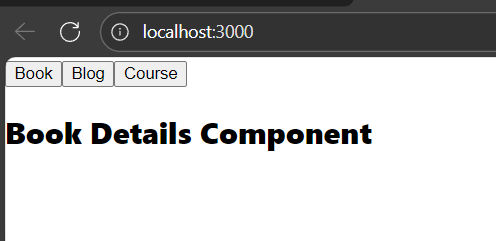 localhost:3000
Book Blog Course
Book Details Component